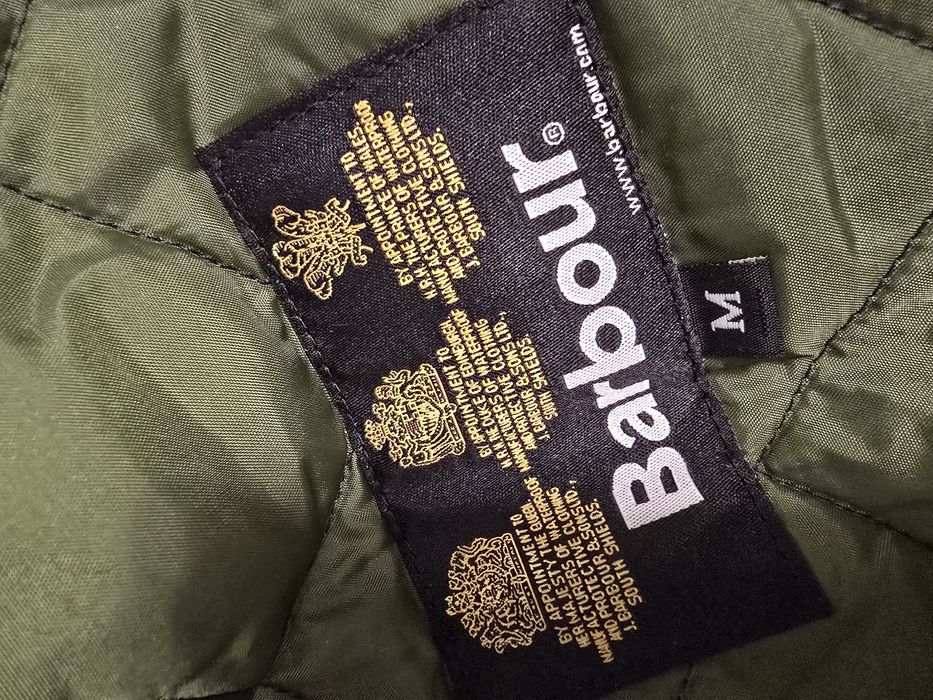 BY APPOINTMENT TO
HER MAJESTY THE QUEEN
MANUFACTURERS OF WATERPROOF
AND PROTECTIVE CLOTHING
J. BARBOUR & SONS LTD.,
SOUTH SHIELDS.
BY APPOINTMENT TO
H.R.H. THE DUKE OF EDINBURGH
MANUFACTURERS OF WATERPROOF
AND PROTECTIVE CLOTHING
J. BARBOUR & SONS LTD.,
SOUTH SHIELDS.
BY APPOINTMENT TO
H.R.H. THE PRINCE OF WALES.
MANUFACTURERS OF WATERPROOF
AND PROTECTIVE CLOTHING
J. BARBOUR & SONS LTD.,
SOUTH SHIELDS.
Barbour®
www.barbour.com
M